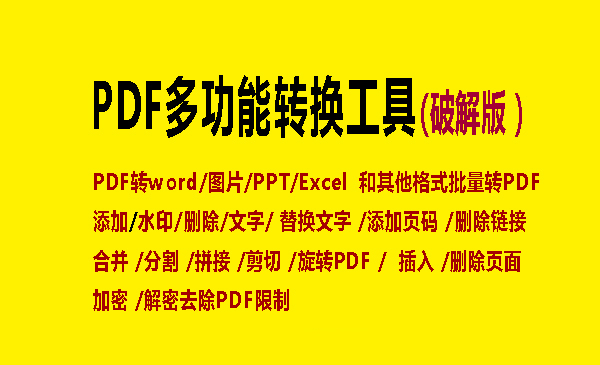 PDF多功能转换工具(破解版 )
PDF转word/图片/PPT/Excel 和其他格式批量转PDF
添加/水印/删除/文字/ 替换文字 /添加页码 /删除链接
合并 /分割 /拼接 /剪切 /旋转PDF / 插入 /删除页面
加密 /解密去除PDF限制